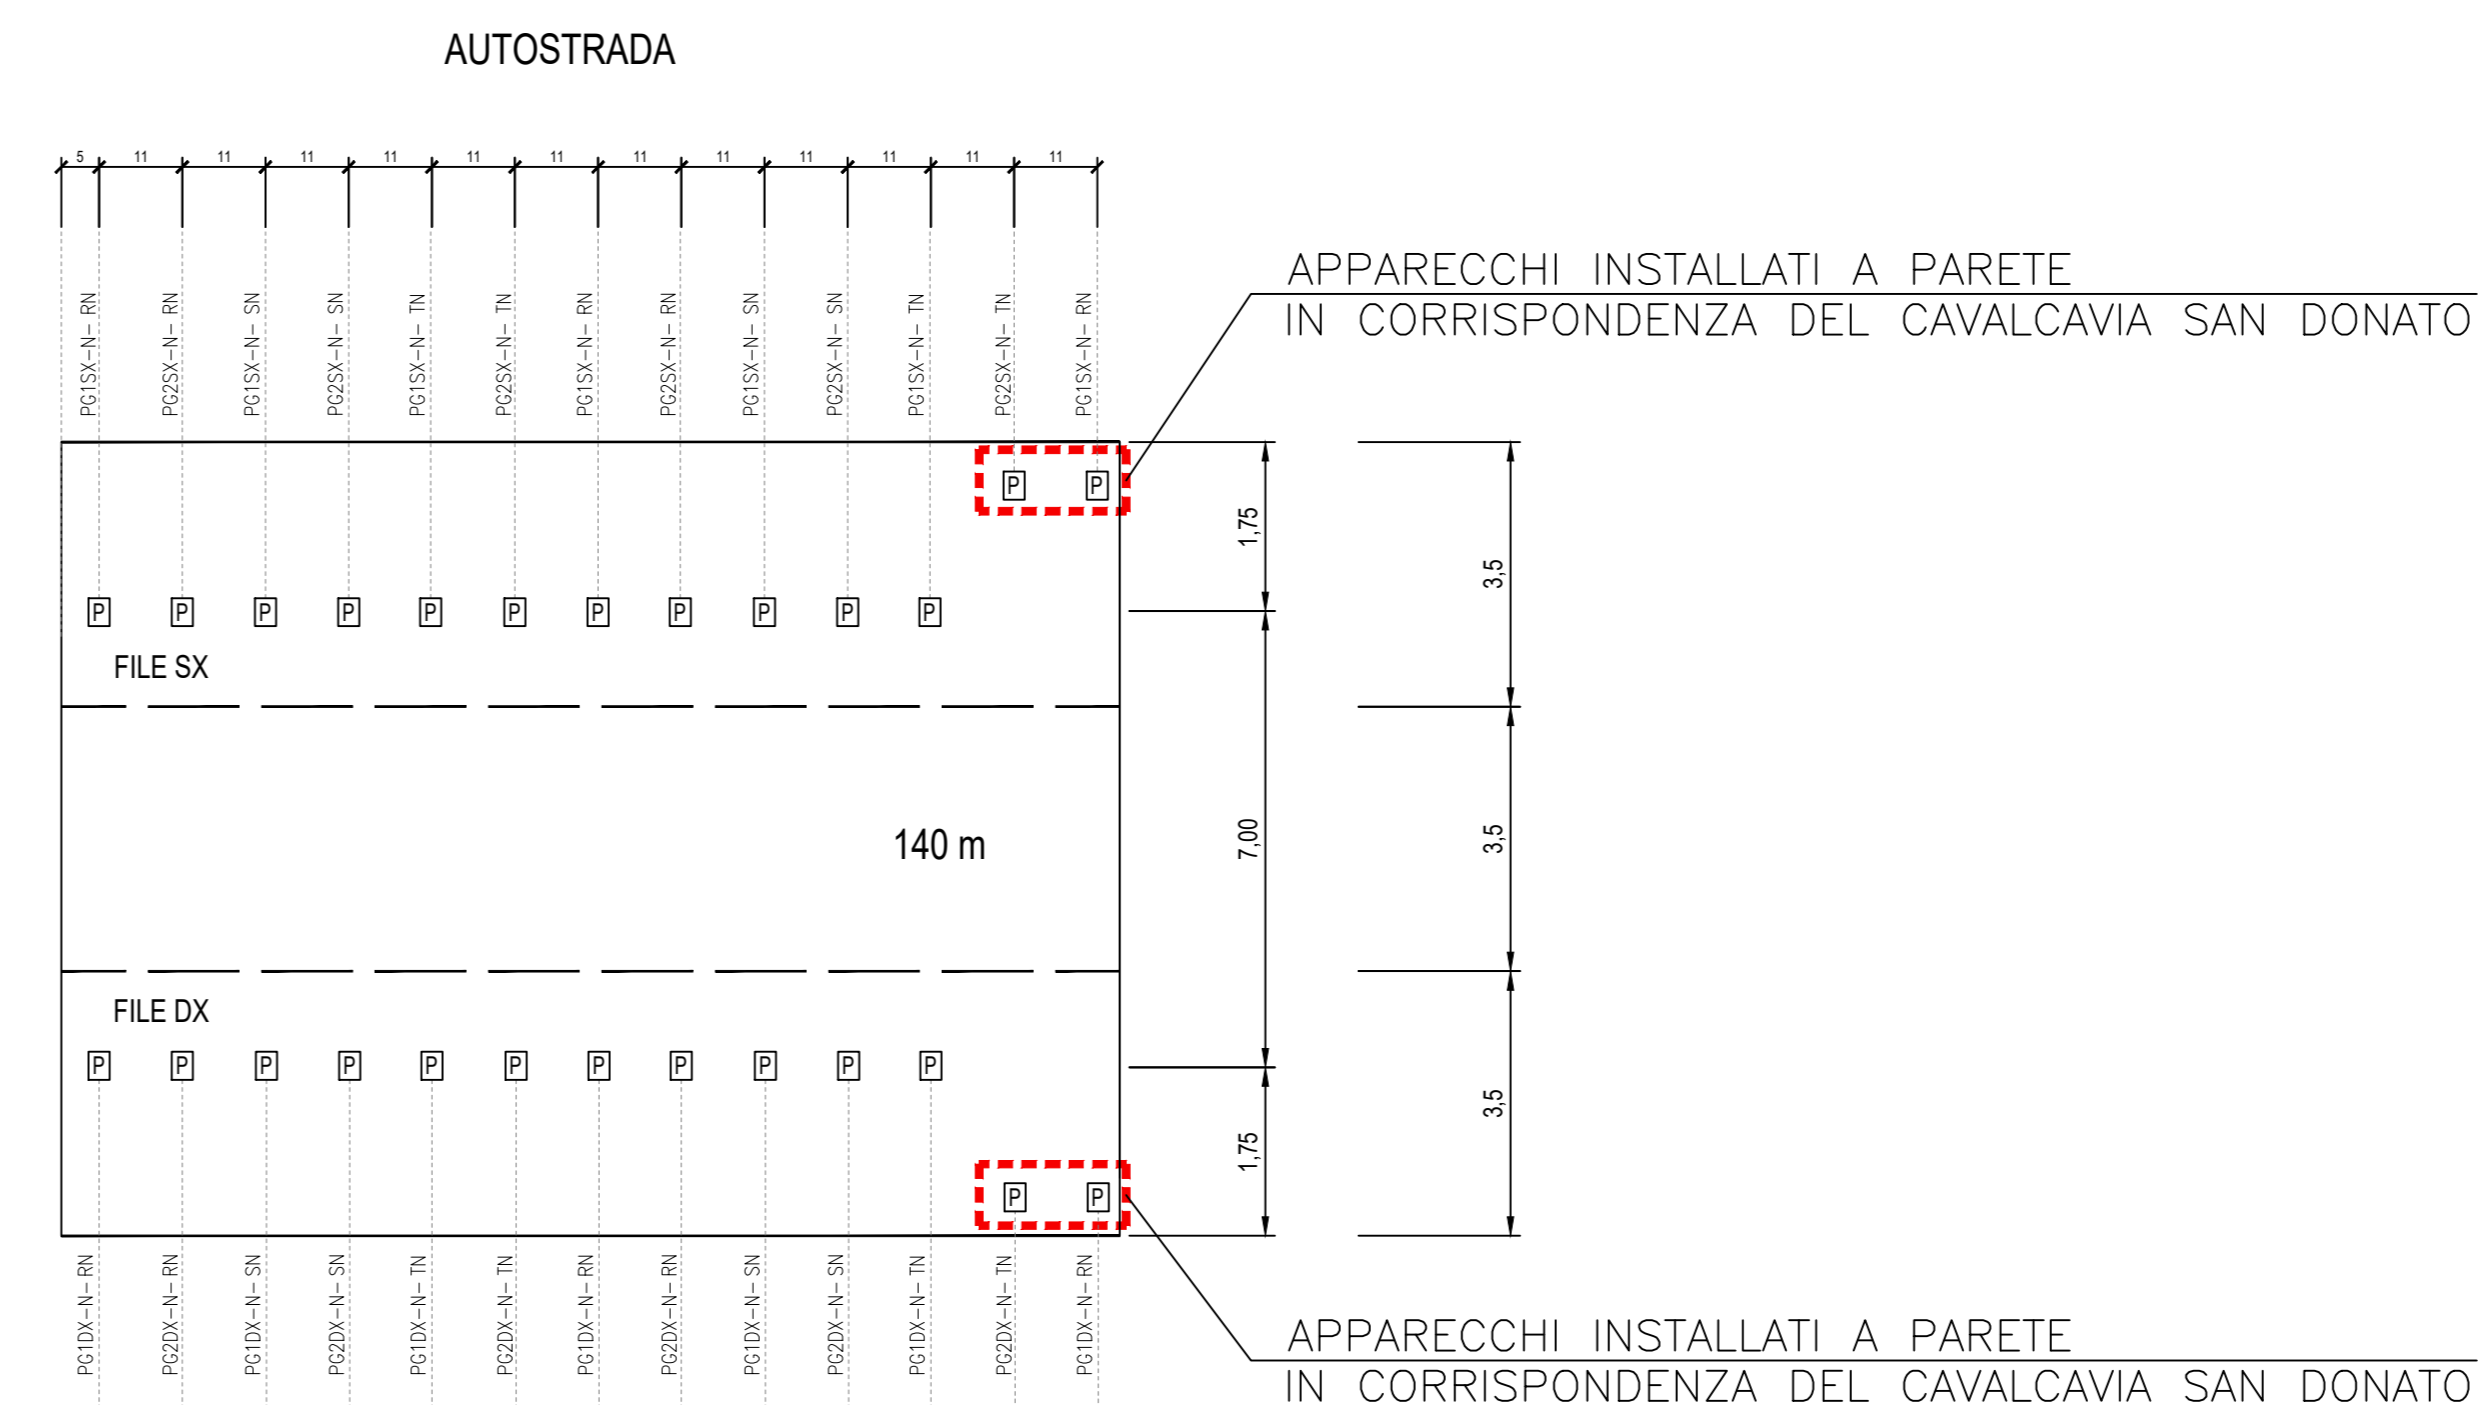 AUTOSTRADA
5 11 11 11 11 11 11 11 11 11 11 11 11
PG1SX-N- RN
PG2SX-N- RN
PG1SX-N- SN
PG2SX-N- SN
PG1SX-N- TN
PG2SX-N- TN
PG1SX-N- RN
PG2SX-N- RN
PG1SX-N- SN
PG2SX-N- SN
PG1SX-N- TN
PG2SX-N- TN
PG1SX-N- RN
APPARECCHI INSTALLATI A PARETE
IN CORRISPONDENZA DEL CAVALCAVIA SAN DONATO
P P
1,75
3,5
P P P P P P P P P P P
FILE SX
140 m
7,00
3,5
FILE DX
P P P P P P P P P P P
1,75
3,5
P P
PG1DX-N- RN
PG2DX-N- RN
PG1DX-N- SN
PG2DX-N- SN
PG1DX-N- TN
PG2DX-N- TN
PG1DX-N- RN
PG2DX-N- RN
PG1DX-N- SN
PG2DX-N- SN
PG1DX-N- TN
PG2DX-N- TN
PG1DX-N- RN
APPARECCHI INSTALLATI A PARETE
IN CORRISPONDENZA DEL CAVALCAVIA SAN DONATO